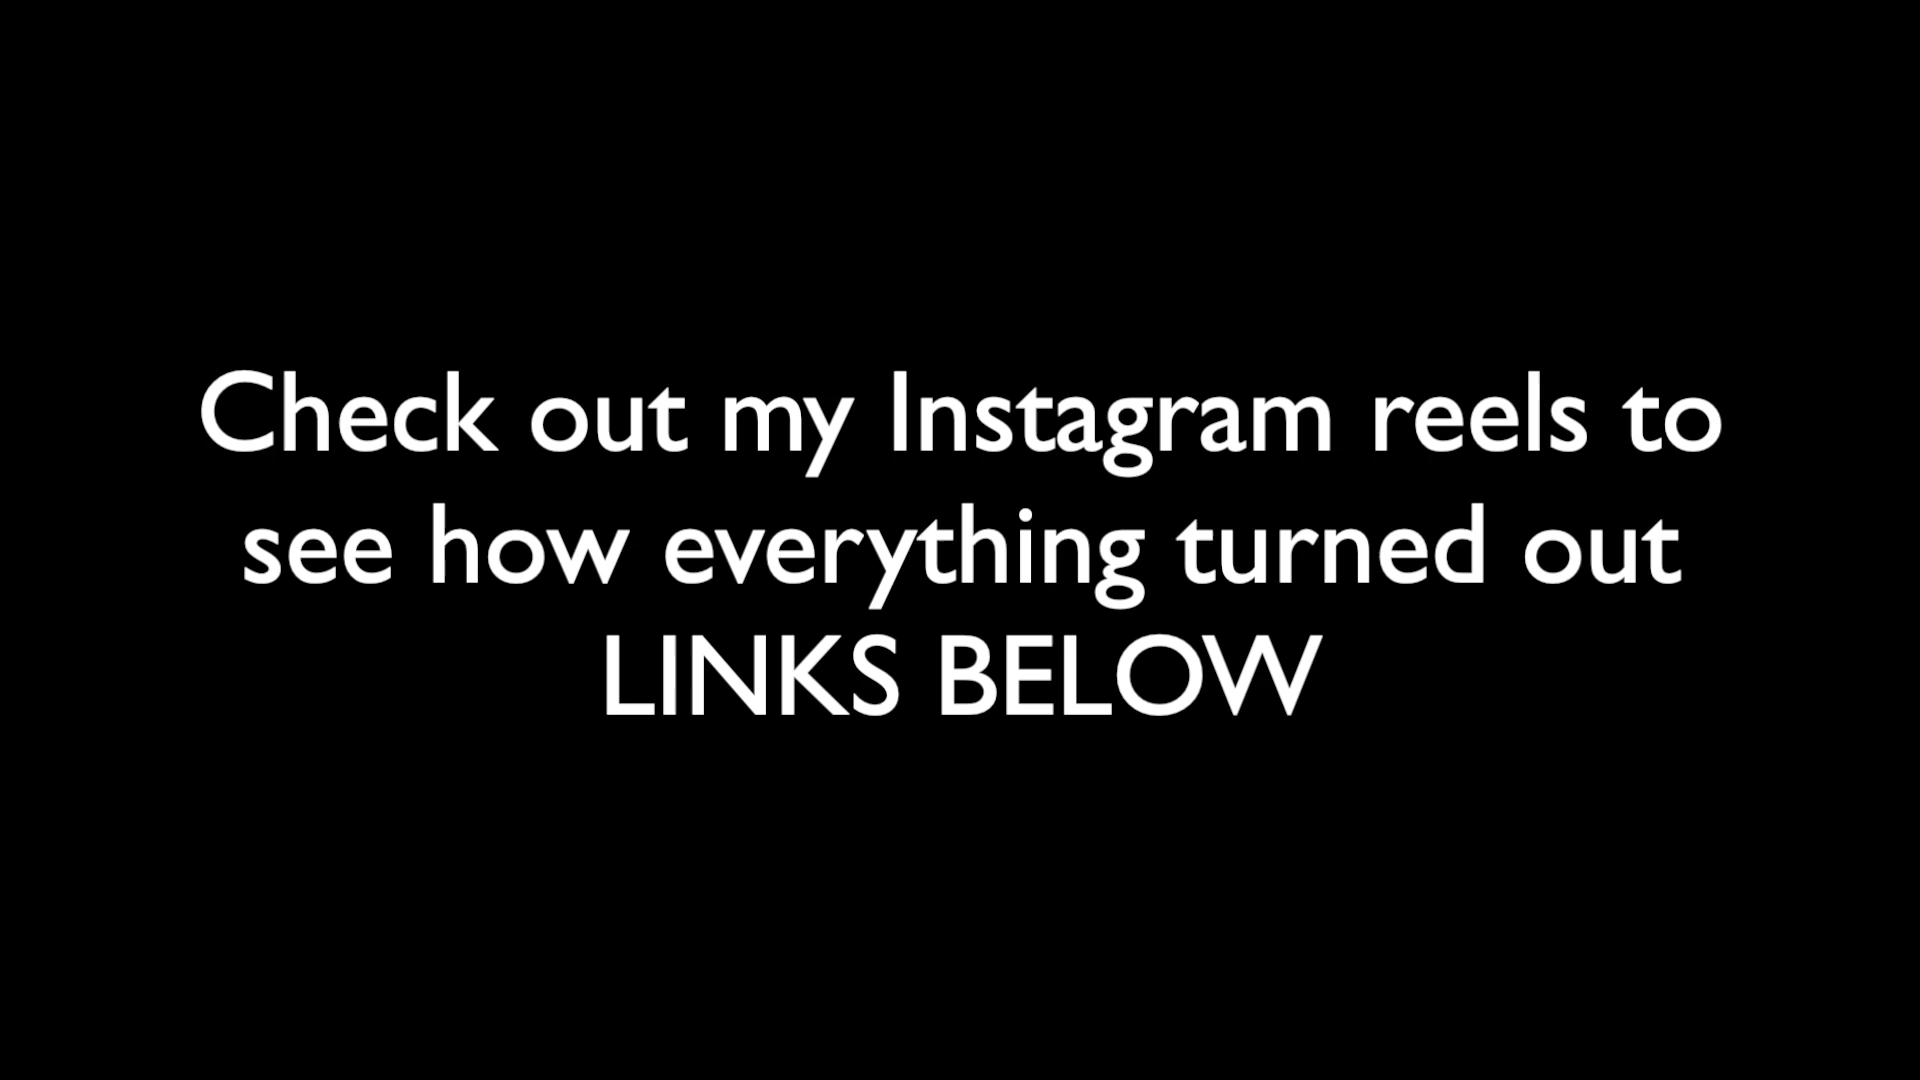 Check out my Instagram reels to
see how everything turned out
LINKS BELOW